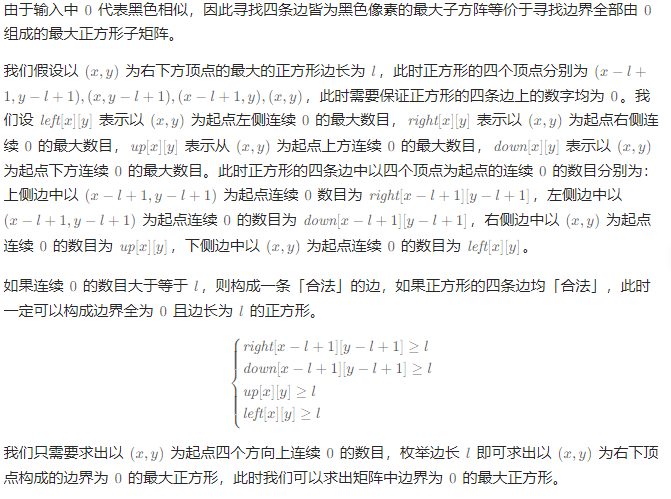 由于输入中 0 代表黑色相似，因此寻找四条边皆为黑色像素的最大子方阵等价于寻找边界全部由 0
组成的最大正方形子矩阵。
我们假设以 (x, y) 为右下方顶点的最大的正方形边长为 l，此时正方形的四个顶点分别为 (x − l +
1, y − l + 1), (x, y − l + 1), (x − l + 1, y), (x, y)，此时需要保证正方形的四条边上的数字均为 0。我
们设 left[x][y] 表示以 (x, y) 为起点左侧连续 0 的最大数目，right[x][y] 表示以 (x, y) 为起点右侧连
续 0 的最大数目，up[x][y] 表示从 (x, y) 为起点上方连续 0 的最大数目，down[x][y] 表示以 (x, y)
为起点下方连续 0 的最大数目。此时正方形的四条边中以四个顶点为起点的连续 0 的数目分别为：
上侧边中以 (x − l + 1, y − l + 1) 为起点连续 0 数目为 right[x − l + 1][y − l + 1]，左侧边中以
(x − l + 1, y − l + 1) 为起点连续 0 的数目为 down[x − l + 1][y − l + 1]，右侧边中以 (x, y) 为起点
连续 0 的数目为 up[x][y]，下侧边中以 (x, y) 为起点连续 0 的数目为 left[x][y]。
如果连续 0 的数目大于等于 l，则构成一条「合法」的边，如果正方形的四条边均「合法」，此时
一定可以构成边界全为 0 且边长为 l 的正方形。
right[x − l + 1][y − l + 1] ≥ l
down[x − l + 1][y − l + 1] ≥ l
up[x][y] ≥ l
left[x][y] ≥ l
我们只需要求出以 (x, y) 为起点四个方向上连续 0 的数目，枚举边长 l 即可求出以 (x, y) 为右下顶
点构成的边界为 0 的最大正方形，此时我们可以求出矩阵中边界为 0 的最大正方形。